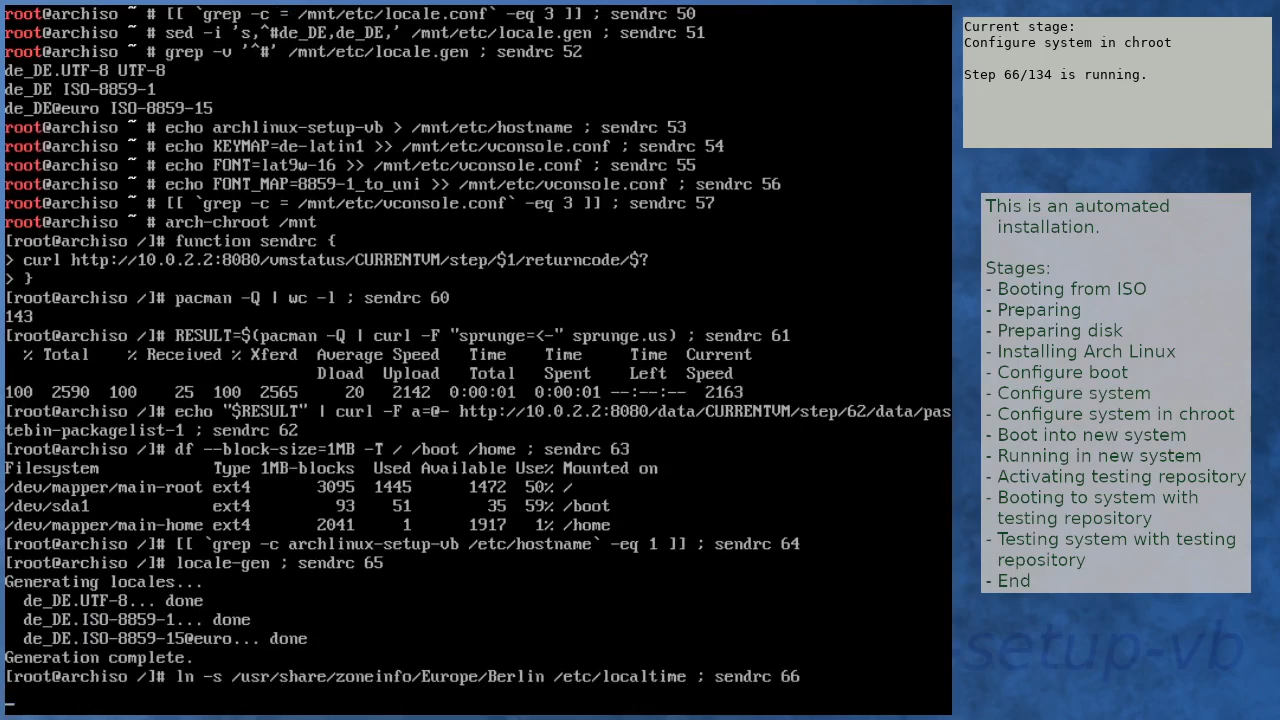 root@archiso ~ # [[ `grep -c = /mnt/etc/locale.conf` -eq 3 ]] ; sendrc 50
root@archiso ~ # sed -i 's,^#de_DE,de_DE,' /mnt/etc/locale.gen ; sendrc 51
root@archiso ~ # grep -v '^#' /mnt/etc/locale.gen ; sendrc 52
de_DE.UTF-8 UTF-8
de_DE ISO-8859-1
de_DE@euro ISO-8859-15
root@archiso ~ # echo archlinux-setup-vb > /mnt/etc/hostname ; sendrc 53
root@archiso ~ # echo KEYMAP=de-latin1 >> /mnt/etc/vconsole.conf ; sendrc 54
root@archiso ~ # echo FONT=lat9w-16 >> /mnt/etc/vconsole.conf ; sendrc 55
root@archiso ~ # echo FONT_MAP=8859-1_to_uni >> /mnt/etc/vconsole.conf ; sendrc 56
root@archiso ~ # [[ `grep -c = /mnt/etc/vconsole.conf` -eq 3 ]] ; sendrc 57
root@archiso ~ # arch-chroot /mnt
[root@archiso /]# function sendrc {
> curl http://10.0.2.2:8080/vmstatus/CURRENTVM/step/$1/returncode/$?
> }
[root@archiso /]# pacman -Q | wc -l ; sendrc 60
143
[root@archiso /]# RESULT=$(pacman -Q | curl -F "sprunge=<-" sprunge.us) ; sendrc 61
% Total % Received % Xferd Average Speed Time Time Time Current
Dload Upload Total Spent Left Speed
100 2590 100 25 100 2565 20 2142 0:00:01 0:00:01 --:--:-- 2163
[root@archiso /]# echo "$RESULT" | curl -F a=@- http://10.0.2.2:8080/data/CURRENTVM/step/62/data/pas
tebin-packagelist-1 ; sendrc 62
[root@archiso /]# df --block-size=1MB -T / /boot /home ; sendrc 63
Filesystem Type 1MB-blocks Used Available Use% Mounted on
/dev/mapper/main-root ext4 3095 1445 1472 50% /
/dev/sda1 ext4 93 51 35 59% /boot
/dev/mapper/main-home ext4 2041 1 1917 1% /home
[root@archiso /]# [[ `grep -c archlinux-setup-vb /etc/hostname` -eq 1 ]] ; sendrc 64
[root@archiso /]# locale-gen ; sendrc 65
Generating locales...
de_DE.UTF-8... done
de_DE.ISO-8859-1... done
de_DE.ISO-8859-15@euro... done
Generation complete.
[root@archiso /]# ln -s /usr/share/zoneinfo/Europe/Berlin /etc/localtime ; sendrc 66
_
Current stage:
Configure system in chroot
Step 66/134 is running.
This is an automated
installation.
Stages:
- Booting from ISO
- Preparing
- Preparing disk
- Installing Arch Linux
- Configure boot
- Configure system
- Configure system in chroot
- Boot into new system
- Running in new system
- Activating testing repository
- Booting to system with
testing repository
- Testing system with testing
repository
- End
-setup-vb